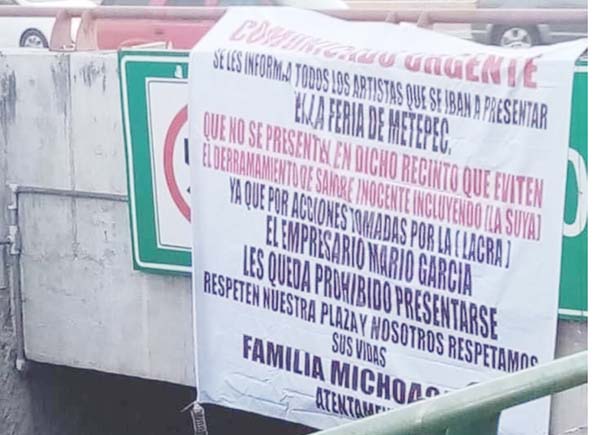 COMUNICADO URGENTE
SE LES INFORMA TODOS LOS ARTISTAS QUE SE IBAN A PRESENTAR
EN LA FERIA DE METEPEC.
QUE NO SE PRESENTEN EN DICHO RECINTO QUE EVITEN
EL DERRAMAMIENTO DE SANGRE INOCENTE INCLUYENDO (LA SUYA)
YA QUE POR ACCIONES TOMADAS POR LA (LACRA)
EL EMPRESARIO MARIO GARCIA
LES QUEDA PROHIBIDO PRESENTARSE
RESPETEN NUESTRA PLAZA Y NOSOTROS RESPETAMOS
SUS VIDAS
FAMILIA